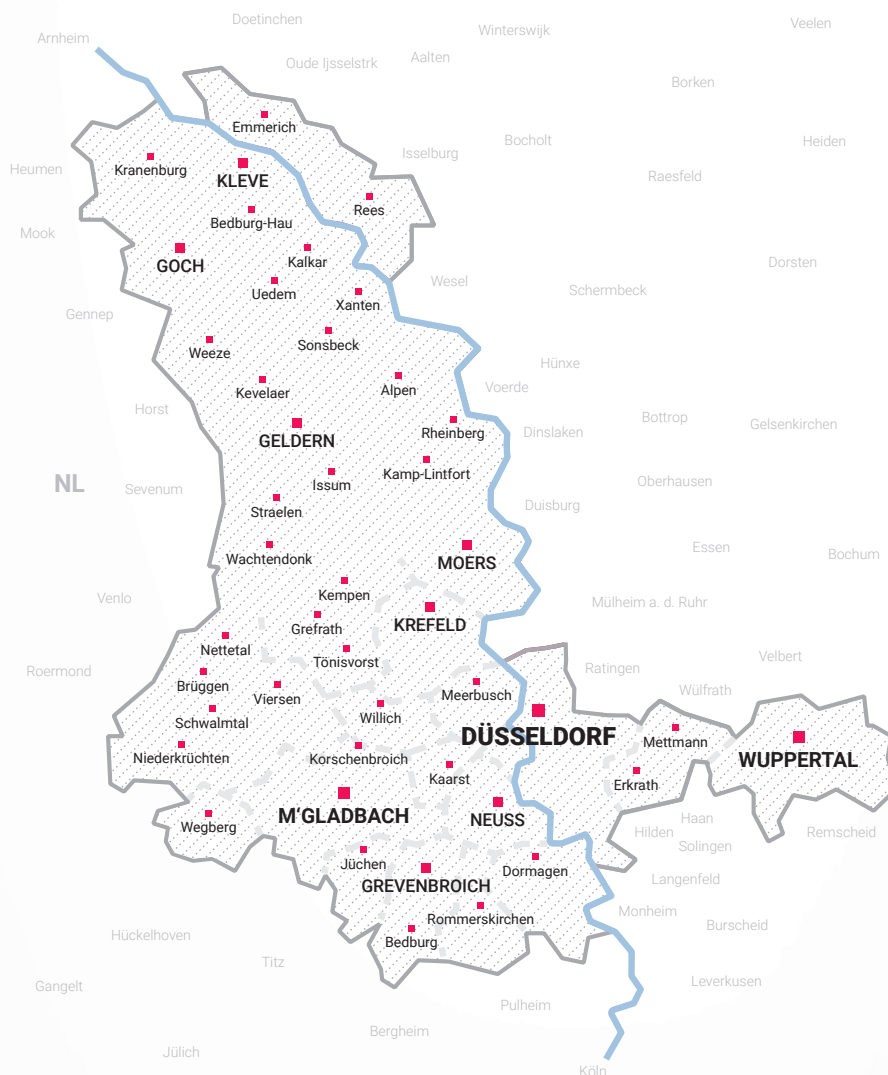 Doetinchem
Veelen
Winterswijk
Arnheim
Aalten
Oude Ijsselstrk
Borken
Emmerich
Bocholt
Heiden
Isselburg
Heumen
Kranenburg
KLEVE
Raesfeld
Rees
Bedburg-Hau
Mook
GOCH
Kalkar
Dorsten
Wesel
Uedem
Schermbeck
Xanten
Gennep
Sonsbeck
Weeze
Hünxe
Kevelaer
Alpen
Voerde
Horst
Bottrop
Gelsenkirchen
Rheinberg
Dinslaken
GELDERN
Kamp-Lintfort
NL
Issum
Oberhausen
Sevenum
Straelen
Duisburg
Essen
Bochum
Wachtendonk
MOERS
Kempen
Venlo
Mülheim a. d. Ruhr
Grefrath
KREFELD
Nettetal
Tönisvorst
Velbert
Roermond
Ratingen
Brüggen
Wülfrath
Viersen
Meerbusch
Schwalmtal
Willich
DÜSSELDORF
Mettmann
Niederkrüchten
Korschenbroich
WUPPERTAL
Kaarst
Erkrath
M‘GLADBACH
NEUSS
Haan
Wegberg
Hilden
Remscheid
Solingen
Jüchen
Dormagen
Langenfeld
GREVENBROICH
Monheim
Rommerskirchen
Burscheid
Hückelhoven
Bedburg
Titz
Leverkusen
Gangelt
Pulheim
Bergheim
Jülich
Köln